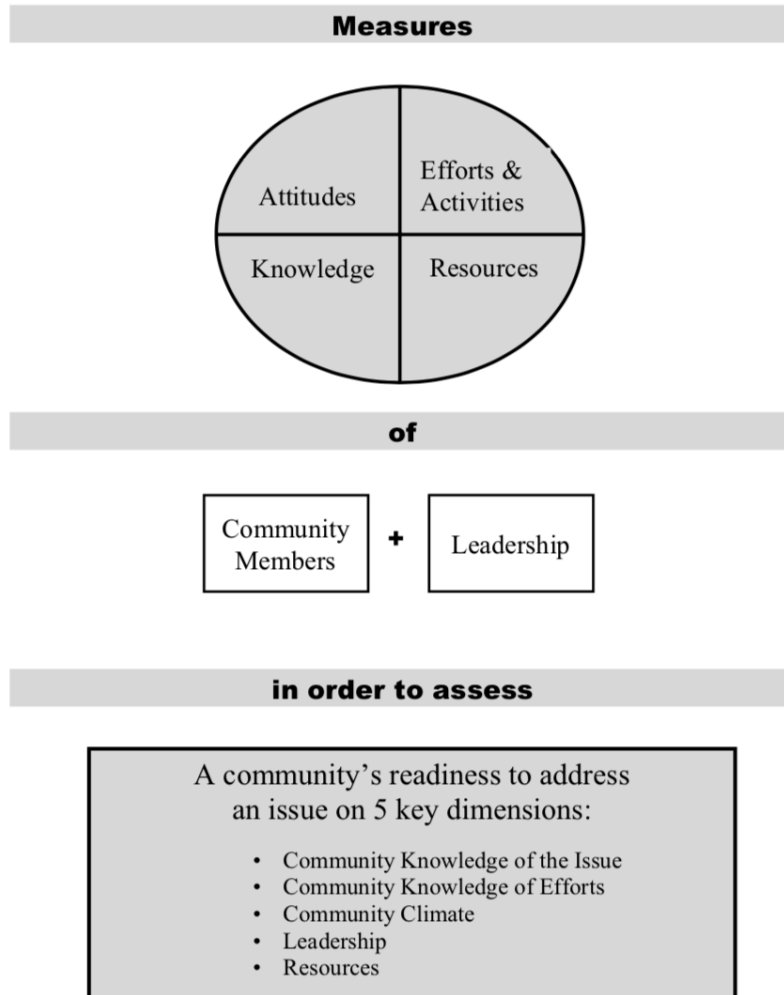 Measures
Attitudes
Efforts &
Activities
Knowledge
Resources
of
Community
Members
+
Leadership
in order to assess
A community’s readiness to address
an issue on 5 key dimensions:
• Community Knowledge of the Issue
• Community Knowledge of Efforts
• Community Climate
• Leadership
• Resources